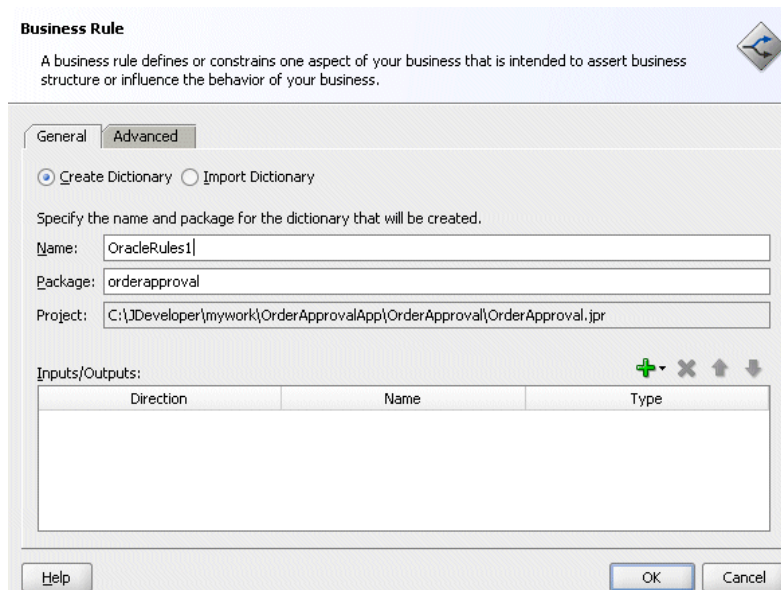 Business Rule
A business rule defines or constrains one aspect of your business that is intended to assert business
structure or influence the behavior of your business.
General Advanced
Create Dictionary Import Dictionary
Specify the name and package for the dictionary that will be created.
Name: OracleRules1
Package: orderapproval
Project: C:\JDeveloper\mywork\OrderApprovalApp\OrderApproval\OrderApproval.jpr
Inputs/Outputs:
Direction Name Type
Help OK Cancel